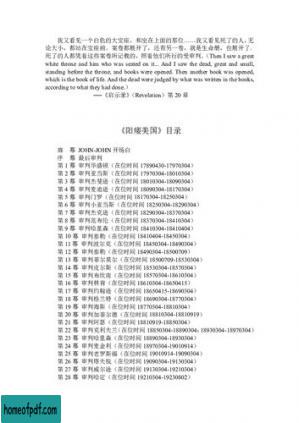 我又看见一个白色的大宝座，和坐在上面的那位……我又看见死了的人，无
论大小，都站在宝座前。案卷都展开了，还有另一卷，就是生命册，也展开了。
死了的人都凭着这些案卷所记载的，照着他们所行的受审判。(Then I saw a great
white throne and him who was seated on it... And I saw the dead, great and small,
standing before the throne, and books were opened. Then another book was opened,
which is the book of life. And the dead were judged by what was written in the books,
according to what they had done.)
──《启示录》(Revelation) 第 20 章
《阳痿美国》目录
序 幕 最后审判
第 1 幕 审判华盛顿（在位时间 17890430-17970304）
第 2 幕 审判亚当斯（在位时间 17970304-18010304）
第 3 幕 审判杰斐逊（在位时间 18010304-18090304）
第 4 幕 审判麦迪逊（在位时间 18090304-18170304）
第 5 幕 审判门罗（在位时间 18170304-18250304）
第 6 幕 审判小亚当斯（在位时间 18250304-18290304）
第 7 幕 审判杰克逊（在位时间 18290304-18370304）
第 8 幕 审判范布伦（在位时间 18370304-18410304）
第 9 幕 审判哈里森（在位时间 18410304-18410404）
第 10 幕 审判泰勒（在位时间 18410404-18450304）
第 11 幕 审判波尔克（在位时间 18450304-18490304）
第 12 幕 审判泰勒（在位时间 18490304-18500709）
第 13 幕 审判菲尔莫尔（在位时间 18500709-18530304）
第 14 幕 审判皮尔斯（在位时间 18530304-18570304）
第 15 幕 审判布坎南（在位时间 18570304-18610304）
第 16 幕 审判林肯（在位时间 18610304-18650415）
第 17 幕 审判约翰逊（在位时间 18650415-18690304）
第 18 幕 审判格兰特（在位时间 18690304-18770304）
第 19 幕 审判海斯（在位时间 18770304-18810304）
第 20 幕 审判加菲尔德（在位时间 18810304-18810919）
第 21 幕 审判阿瑟（在位时间 18810919-18850304）
第 22 幕 审判克利夫兰（在位时间 18850304-18890304，18930304-18970304）
第 23 幕 审判哈里森（在位时间 18890304-18930304）
第 24 幕 审判麦金利（在位时间 18970304-19010914）
第 25 幕 审判老罗斯福（在位时间 19010914-19090304）
第 26 幕 审判塔夫脱（在位时间 19090304-19130304）
第 27 幕 审判威尔逊（在位时间 19130304-19210304）
第 28 幕 审判哈定（在位时间 19210304-19230802）
homeofpdf.com